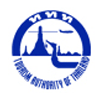 ททท
TOURISM AUTHORITY OF THAILAND